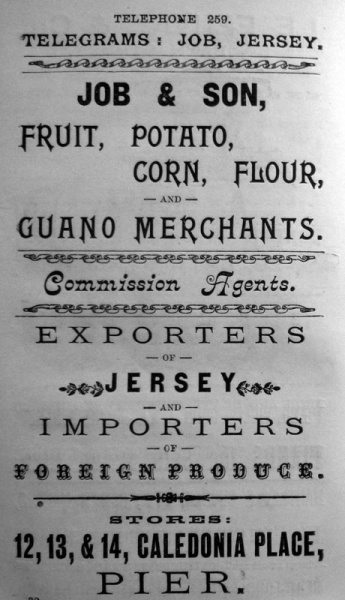 TELEPHONE 259.
TELEGRAMS: JOB, JERSEY.
JOB & SON,
FRUIT, POTATO,
CORN, FLOUR,
— AND —
GUANO MERCHANTS.
Commission Agents.
EXPORTERS
— OF —
JERSEY
— AND —
IMPORTERS
— OF —
FOREIGN PRODUCE.
STORES:
12, 13, & 14, CALEDONIA PLACE,
PIER.